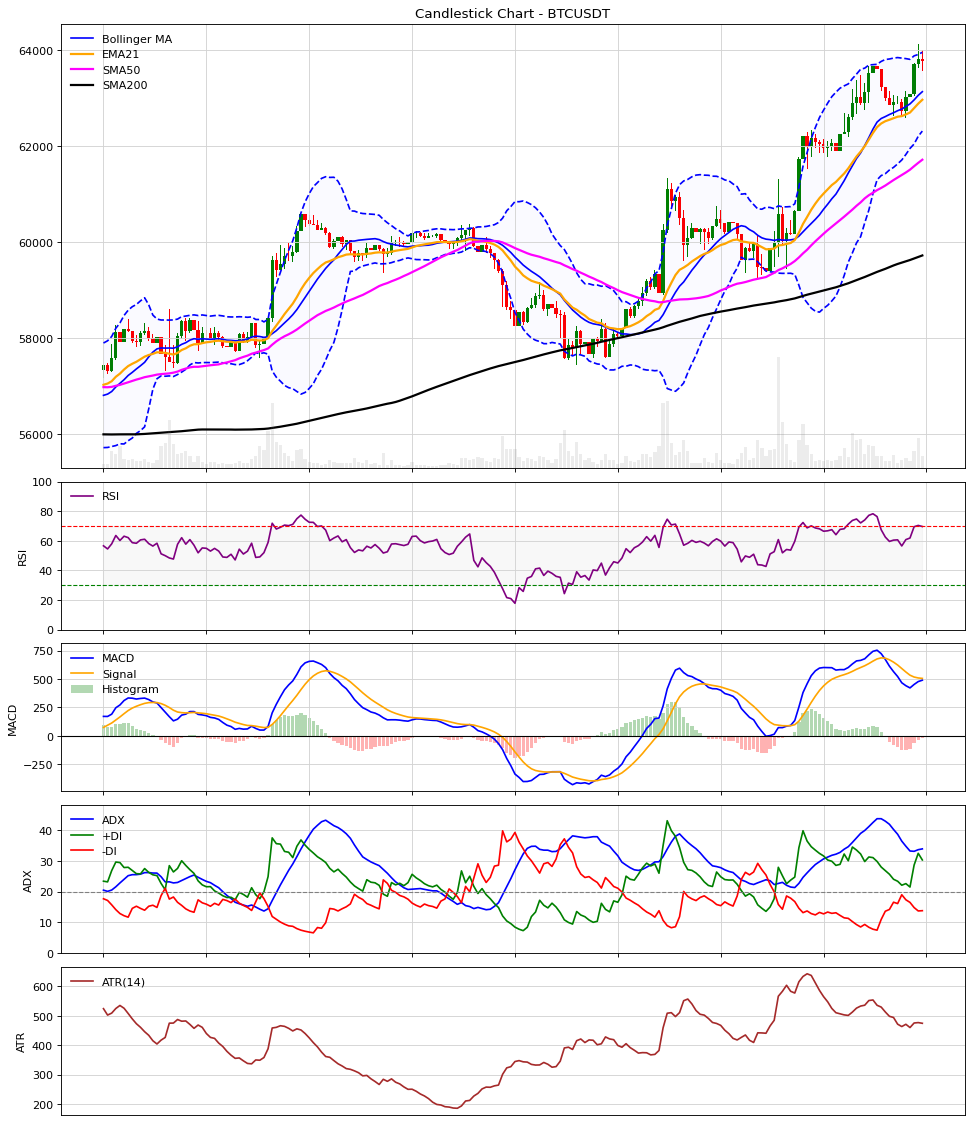 Candlestick Chart - BTCUSDT
Bollinger MA
EMA21
SMA50
SMA200
64000
62000
60000
58000
56000
RSI
100
80
60
40
20
0
RSI
MACD
Signal
Histogram
750
500
250
0
−250
MACD
ADX
+DI
-DI
40
30
20
10
0
ADX
ATR(14)
600
500
400
300
200
ATR